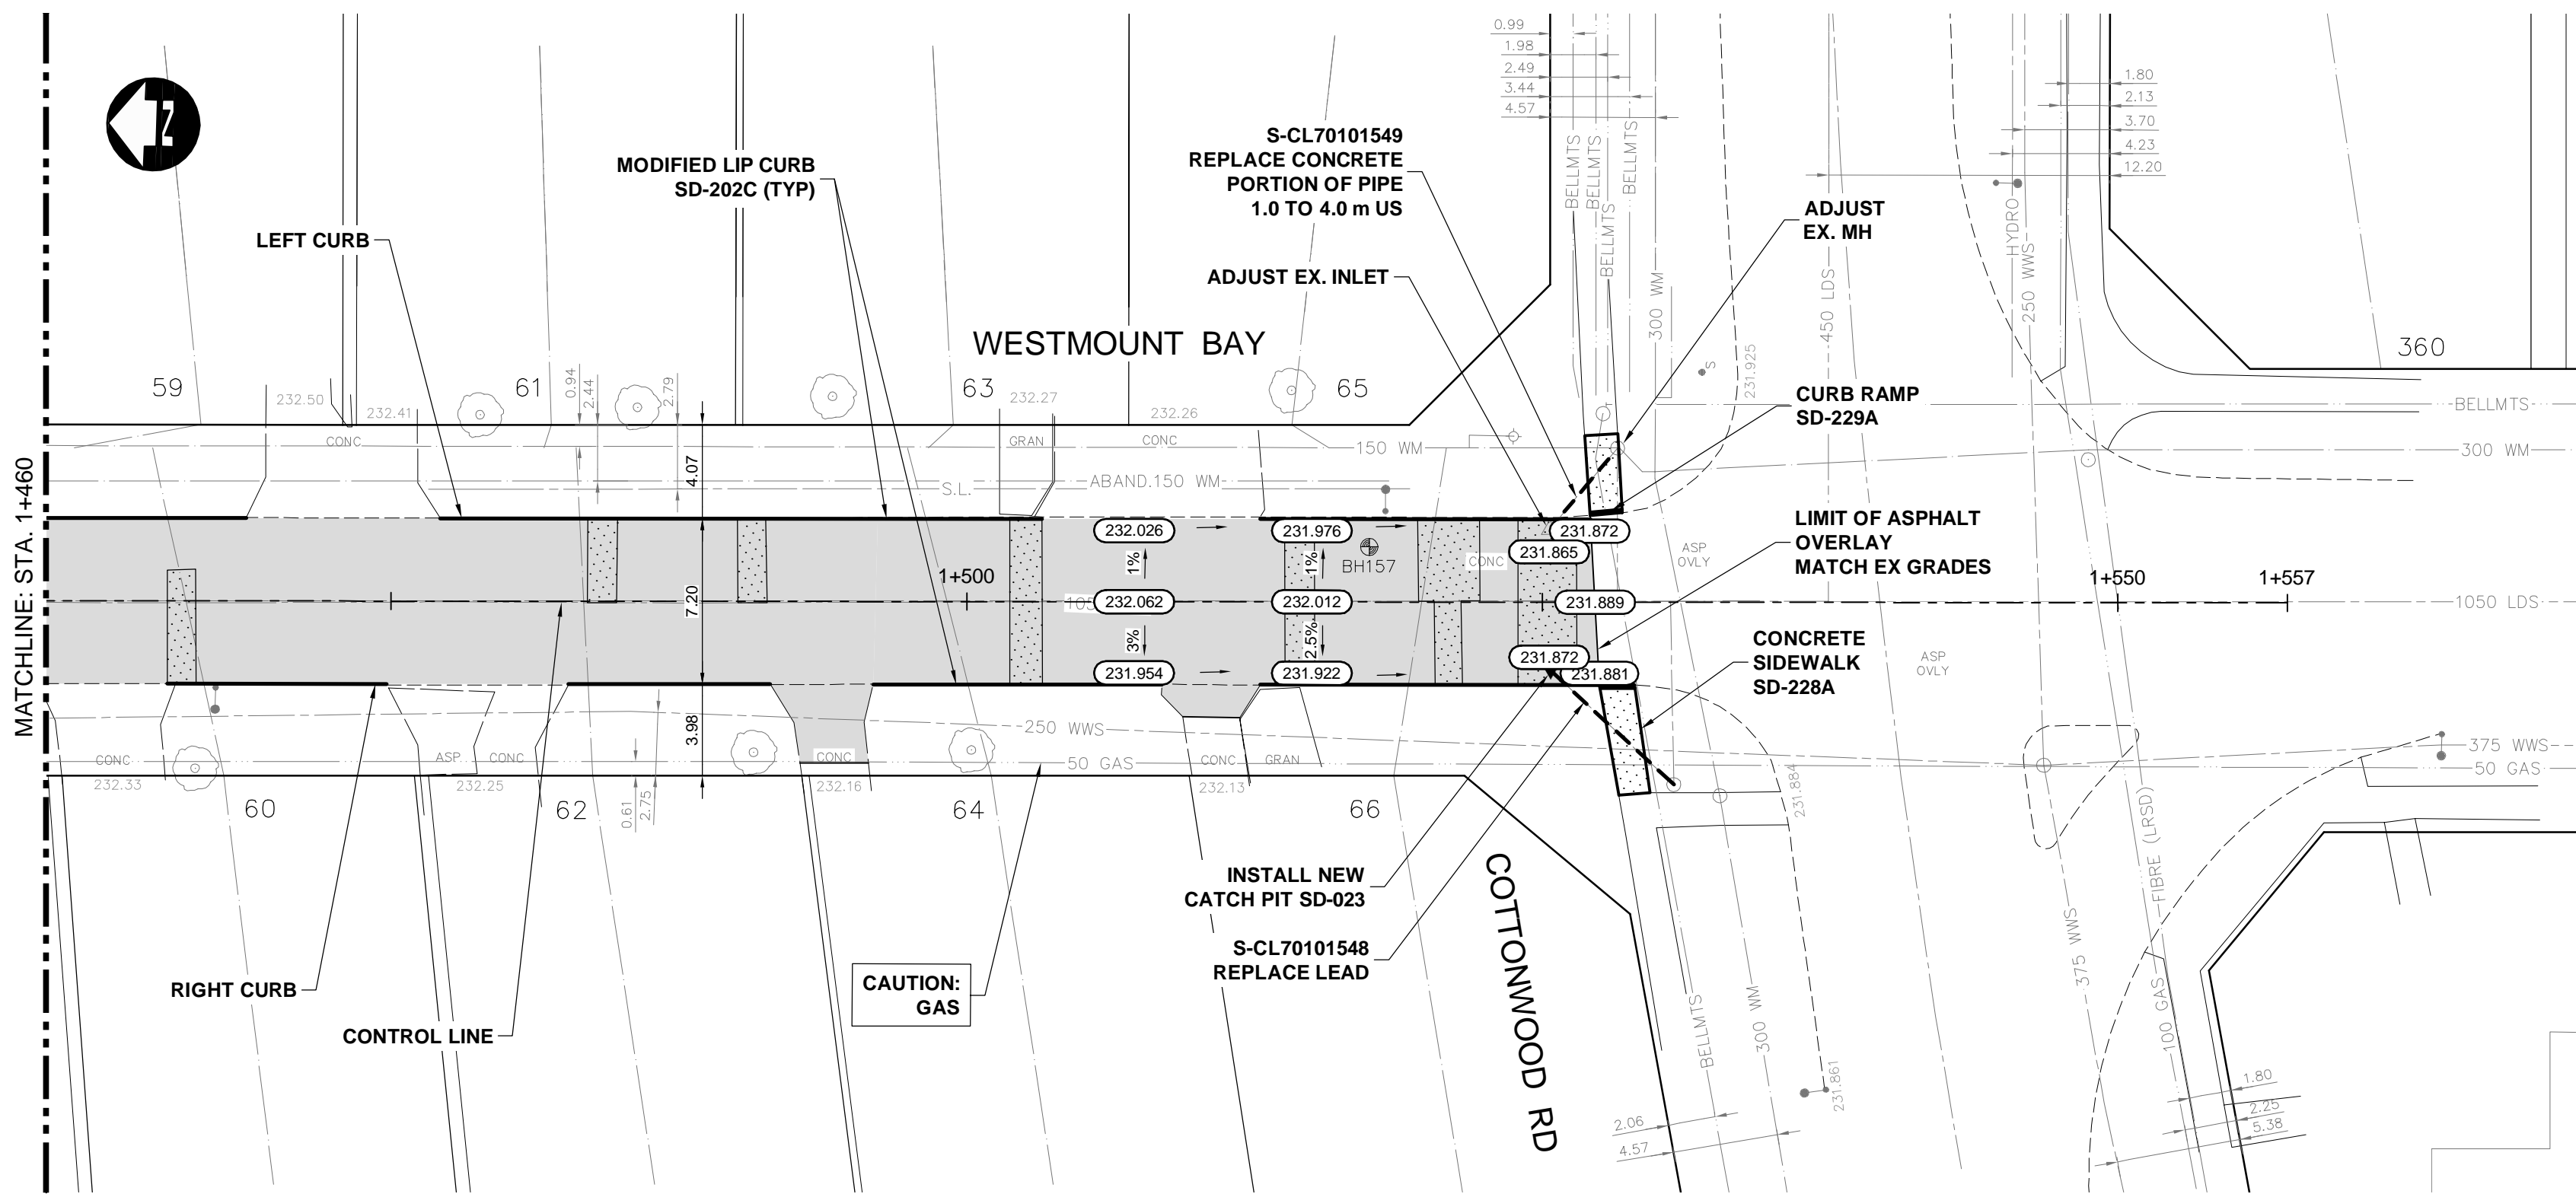 0.99
1.98
2.49
3.44
4.57
1.80
2.13
3.70
4.23
12.20
N
S-CL70101549
REPLACE CONCRETE
PORTION OF PIPE
1.0 TO 4.0 m US
MODIFIED LIP CURB
SD-202C (TYP)
LEFT CURB
ADJUST EX. INLET
ADJUST
EX. MH
BELLMTS
BELLMTS
BELLMTS
BELLMTS
300 WM
450 LDS
HYDRO
250 WWS
WESTMOUNT BAY
59
61
63
65
360
0.94
2.44
2.79
S
231.925
232.50
232.41
232.27
232.26
CURB RAMP
SD-229A
BELLMTS
CONC
GRAN
CONC
150 WM
300 WM
4.07
S.L.
ABAND.150 WM
MATCHLINE: STA. 1+460
232.026
231.976
231.872
231.865
LIMIT OF ASPHALT
OVERLAY
MATCH EX GRADES
1%
1%
BH157
CONC
ASP
OVLY
1+500
1+550
1+557
7.20
232.062
232.012
231.889
1050 LDS
3%
2.5%
231.872
231.954
231.922
231.881
CONCRETE
SIDEWALK
SD-228A
ASP
OVLY
3.98
250 WWS
375 WWS
CONC
ASP
CONC
CONC
50 GAS
CONC
GRAN
50 GAS
232.33
232.25
232.16
232.13
231.884
60
62
64
66
0.61
2.75
INSTALL NEW
CATCH PIT SD-023
COTTONWOOD RD
S-CL70101548
REPLACE LEAD
CAUTION:
GAS
RIGHT CURB
CONTROL LINE
BELLMTS
300 WM
375 WWS
100 GAS
FIBRE (LRSD)
231.861
2.06
4.57
1.80
2.25
5.38